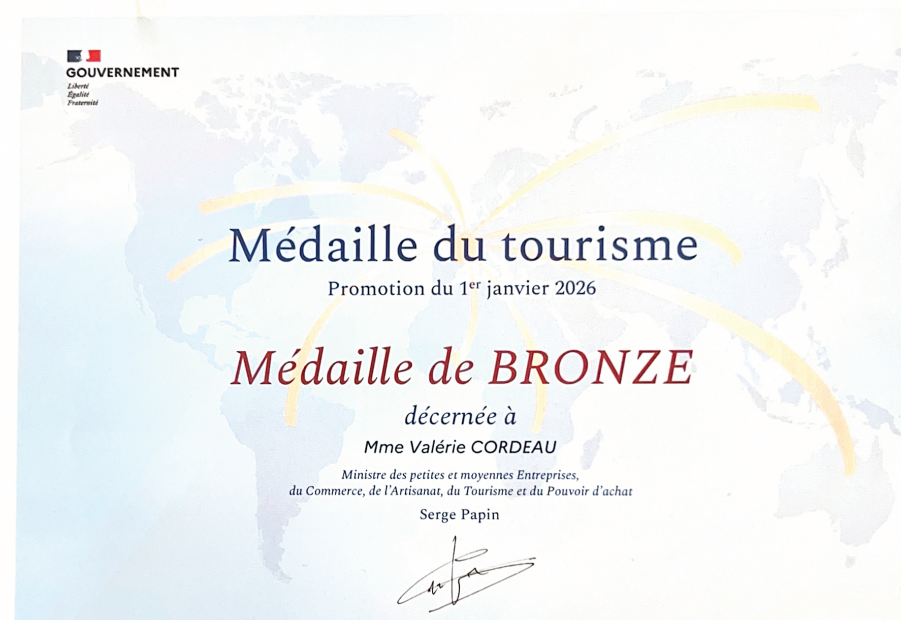 GOUVERNEMENT
Liberté
Égalité
Fraternité
Médaille du tourisme
Promotion du 1er janvier 2026
Médaille de BRONZE
décernée à
Mme Valérie CORDEAU
Ministre des petites et moyennes Entreprises,
du Commerce, de l'Artisanat, du Tourisme et du Pouvoir d'achat
Serge Papin